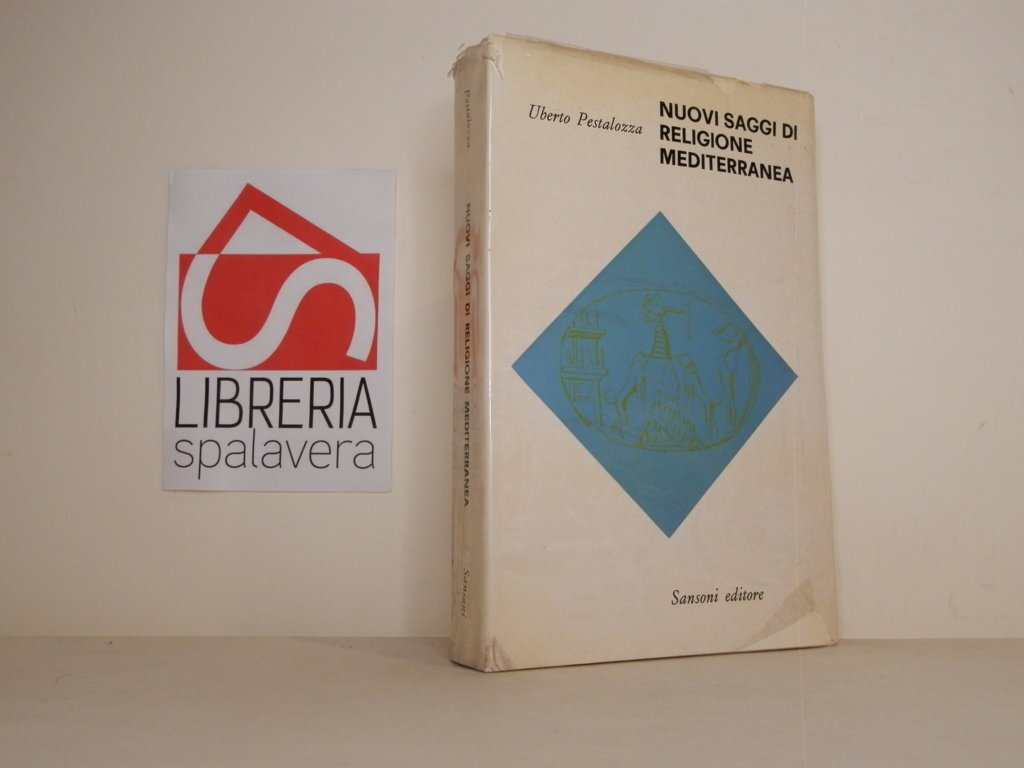 LIBRERIA
spalavera
Pestalozza
NUOVI SAGGI DI RELIGIONE MEDITERRANEA
Sansoni
Uberto Pestalozza
NUOVI SAGGI DI
RELIGIONE
MEDITERRANEA
Sansoni editore